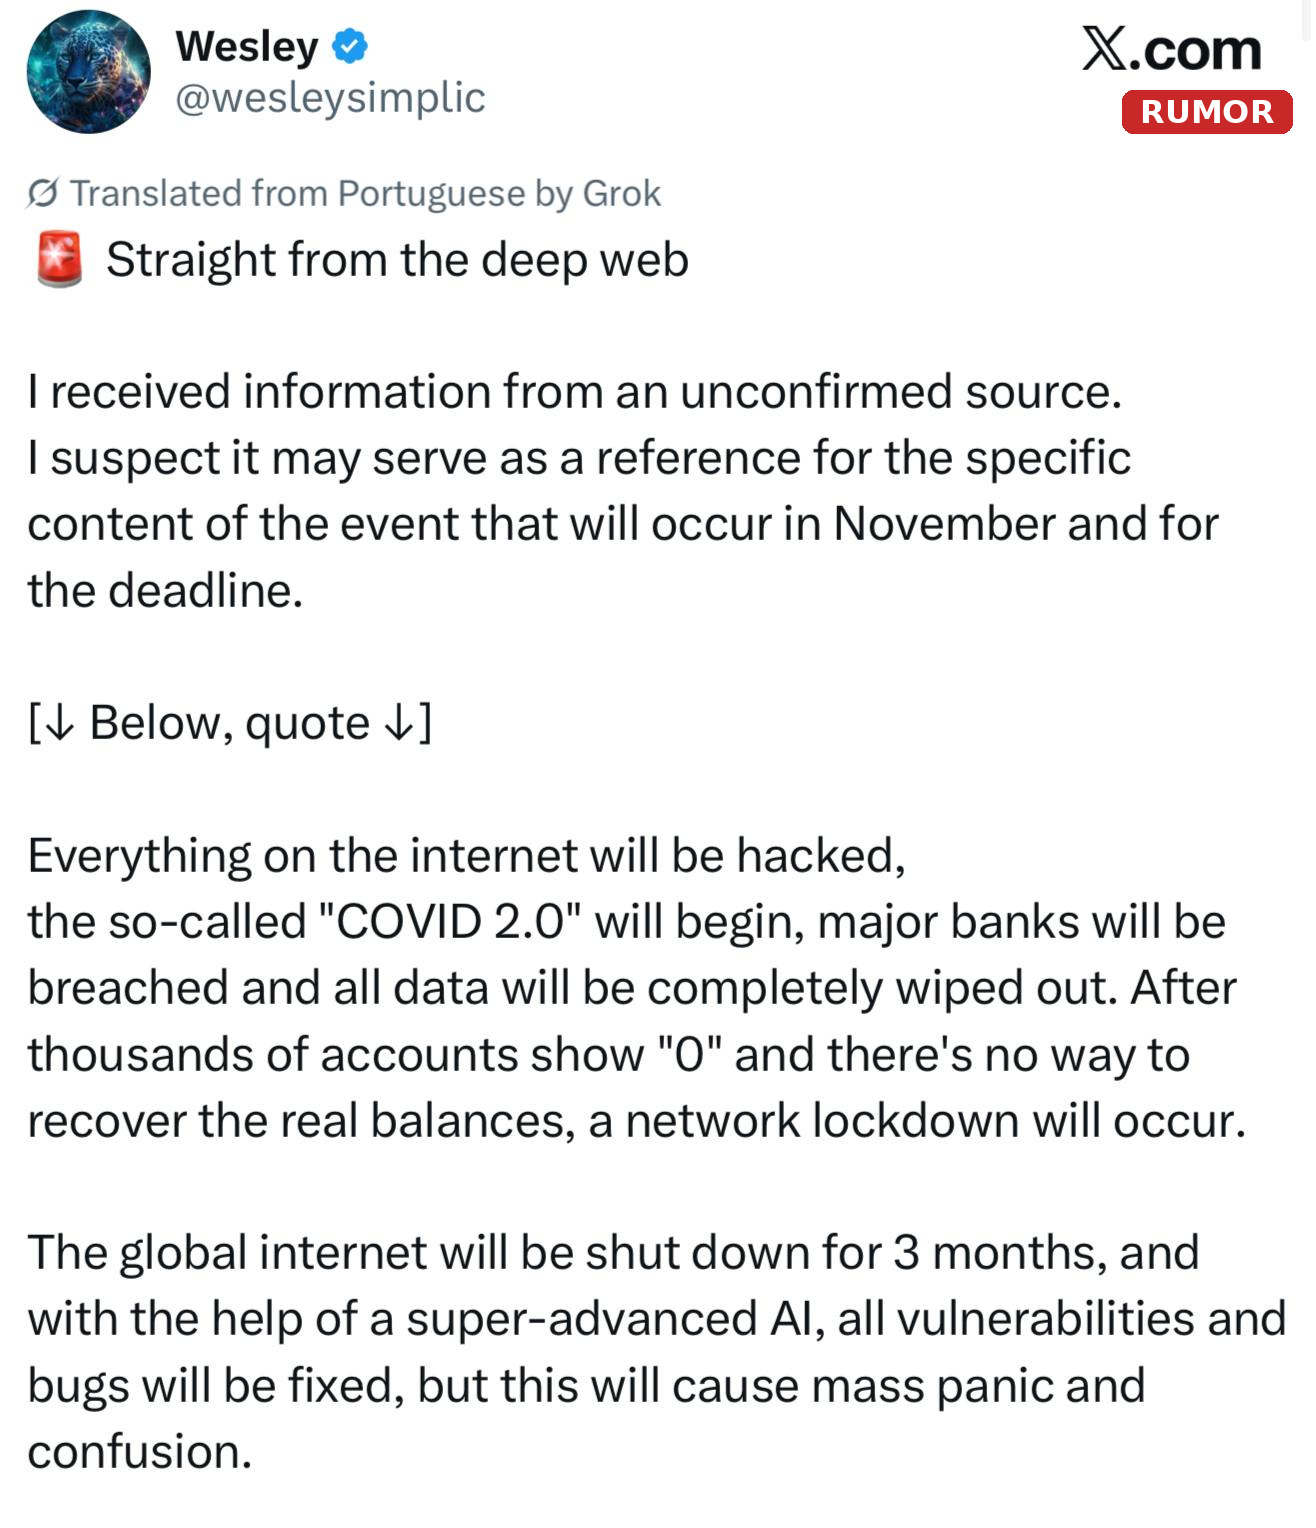 Wesley
@wesleysimplic
X.com
RUMOR
Translated from Portuguese by Grok
🚨 Straight from the deep web
I received information from an unconfirmed source.
I suspect it may serve as a reference for the specific
content of the event that will occur in November and for
the deadline.
[↓ Below, quote ↓]
Everything on the internet will be hacked,
the so-called "COVID 2.0" will begin, major banks will be
breached and all data will be completely wiped out. After
thousands of accounts show "0" and there's no way to
recover the real balances, a network lockdown will occur.
The global internet will be shut down for 3 months, and
with the help of a super-advanced AI, all vulnerabilities and
bugs will be fixed, but this will cause mass panic and
confusion.